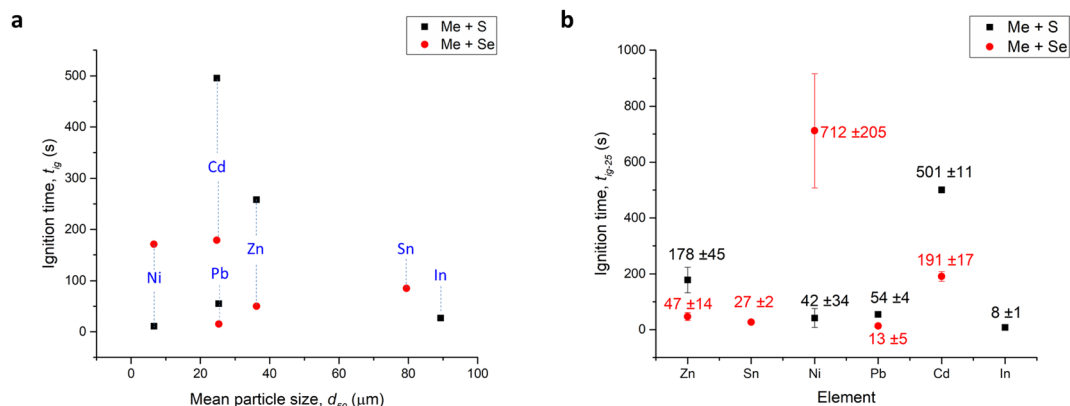 a
Me + S
Me + Se
500
400
300
200
100
0
Ignition time, tig (s)
Cd
Zn
Sn
Ni
Pb
In
0
20
40
60
80
100
Mean particle size, d50 (μm)
b
Me + S
Me + Se
1000
800
600
400
200
0
Ignition time, tig-25 (s)
712 ±205
501 ±11
178 ±45
191 ±17
47 ±14
27 ±2
42 ±34
54 ±4
13 ±5
8 ±1
Zn
Sn
Ni
Pb
Cd
In
Element